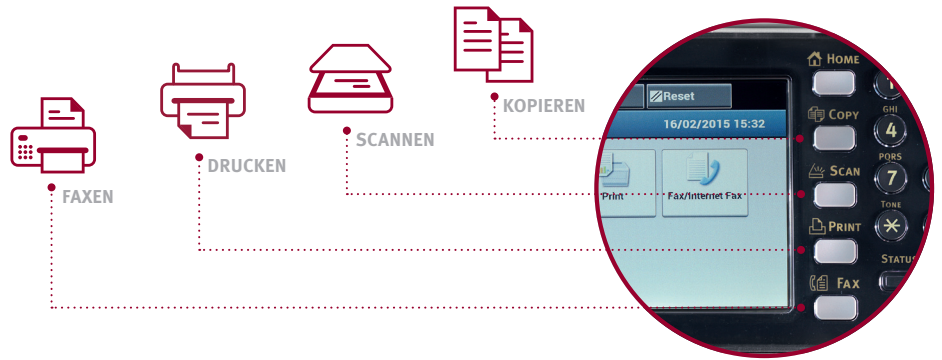 KOPIEREN
SCANNEN
DRUCKEN
FAXEN
Reset
16/02/2015 15:32
Print
Fax/Internet Fax
HOME
COPY
SCAN
PRINT
FAX
1
GHI
4
PQRS
7
TONE
*
STATUS